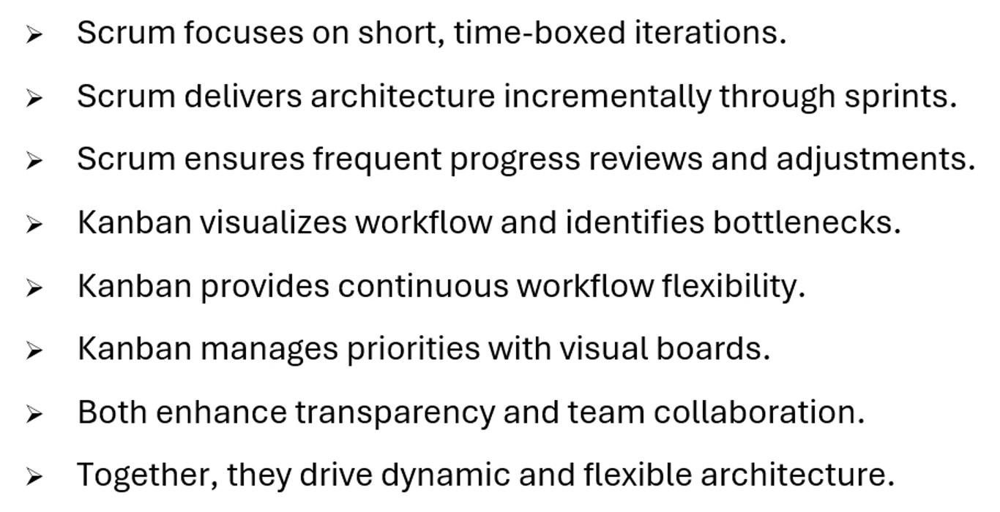 ➢ Scrum focuses on short, time-boxed iterations.
➢ Scrum delivers architecture incrementally through sprints.
➢ Scrum ensures frequent progress reviews and adjustments.
➢ Kanban visualizes workflow and identifies bottlenecks.
➢ Kanban provides continuous workflow flexibility.
➢ Kanban manages priorities with visual boards.
➢ Both enhance transparency and team collaboration.
➢ Together, they drive dynamic and flexible architecture.